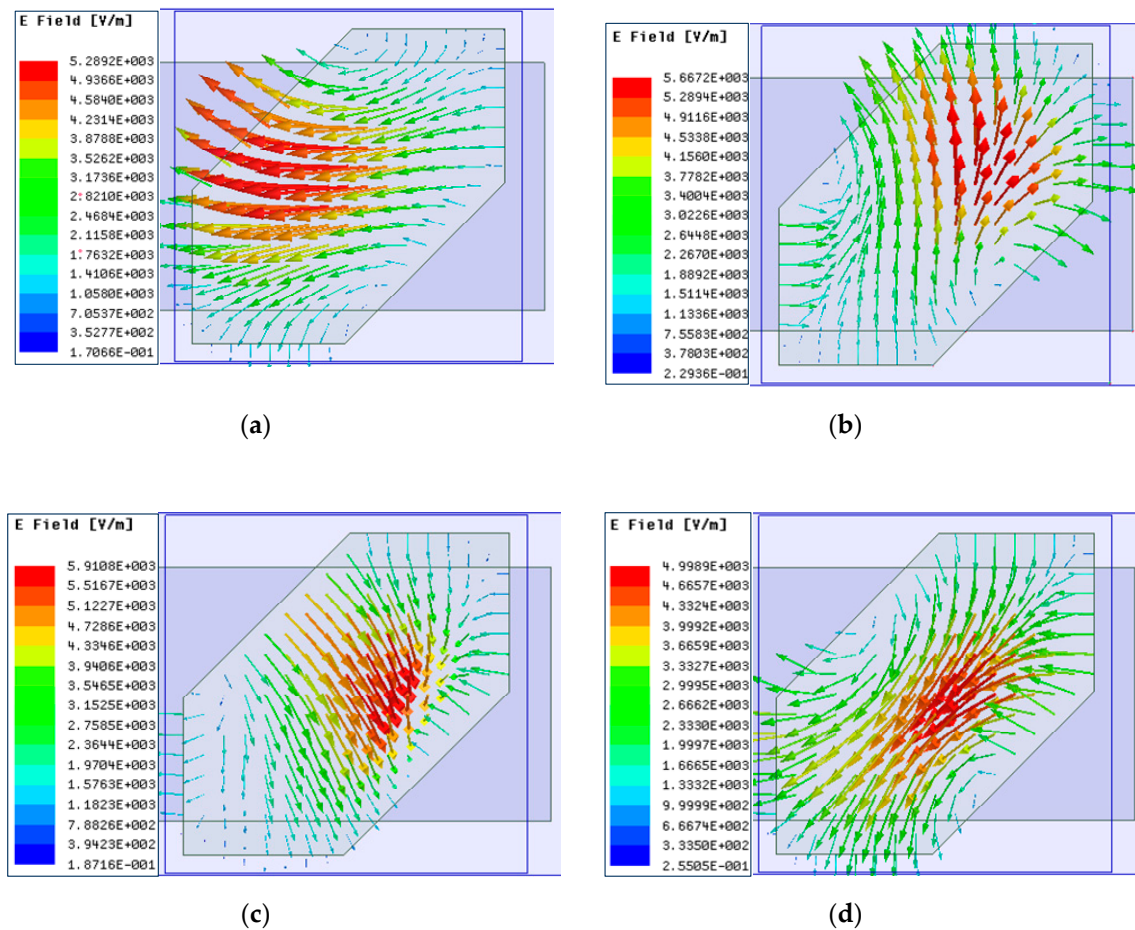 E Field [V/m]
5.2892E+003
4.9366E+003
4.5840E+003
4.2314E+003
3.8788E+003
3.5262E+003
3.1736E+003
2.8210E+003
2.4684E+003
2.1158E+003
1.7632E+003
1.4106E+003
1.0580E+003
7.0537E+002
3.5277E+002
1.7066E-001
(a)
E Field [V/m]
5.6672E+003
5.2894E+003
4.9116E+003
4.5338E+003
4.1560E+003
3.7782E+003
3.4004E+003
3.0226E+003
2.6448E+003
2.2670E+003
1.8892E+003
1.5114E+003
1.1336E+003
7.5583E+002
3.7803E+002
2.2936E-001
(b)
E Field [V/m]
5.9108E+003
5.5167E+003
5.1227E+003
4.7286E+003
4.3346E+003
3.9406E+003
3.5465E+003
3.1525E+003
2.7585E+003
2.3644E+003
1.9704E+003
1.5763E+003
1.1823E+003
7.8826E+002
3.9423E+002
1.8716E-001
(c)
E Field [V/m]
4.9989E+003
4.6657E+003
4.3324E+003
3.9992E+003
3.6659E+003
3.3327E+003
2.9995E+003
2.6662E+003
2.3330E+003
1.9997E+003
1.6665E+003
1.3332E+003
9.9999E+002
6.6674E+002
3.3350E+002
2.5505E-001
(d)